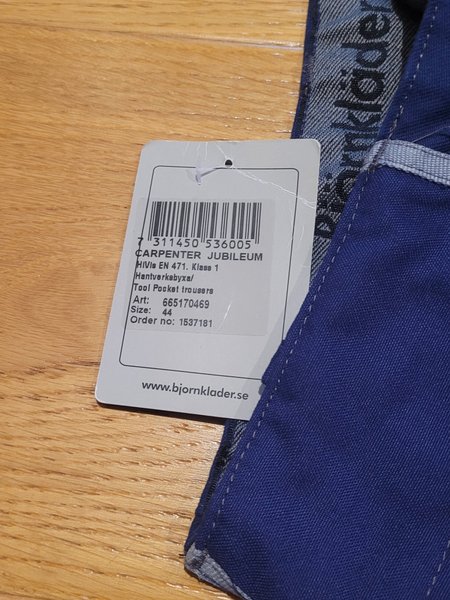 Björnkläder
7 311450 536005
CARPENTER JUBILEUM
HiVis EN 471. Klass 1
Hantverksbyxa/
Tool Pocket trousers
Art: 665170469
Size: 44
Order no: 1537181
www.bjornklader.se